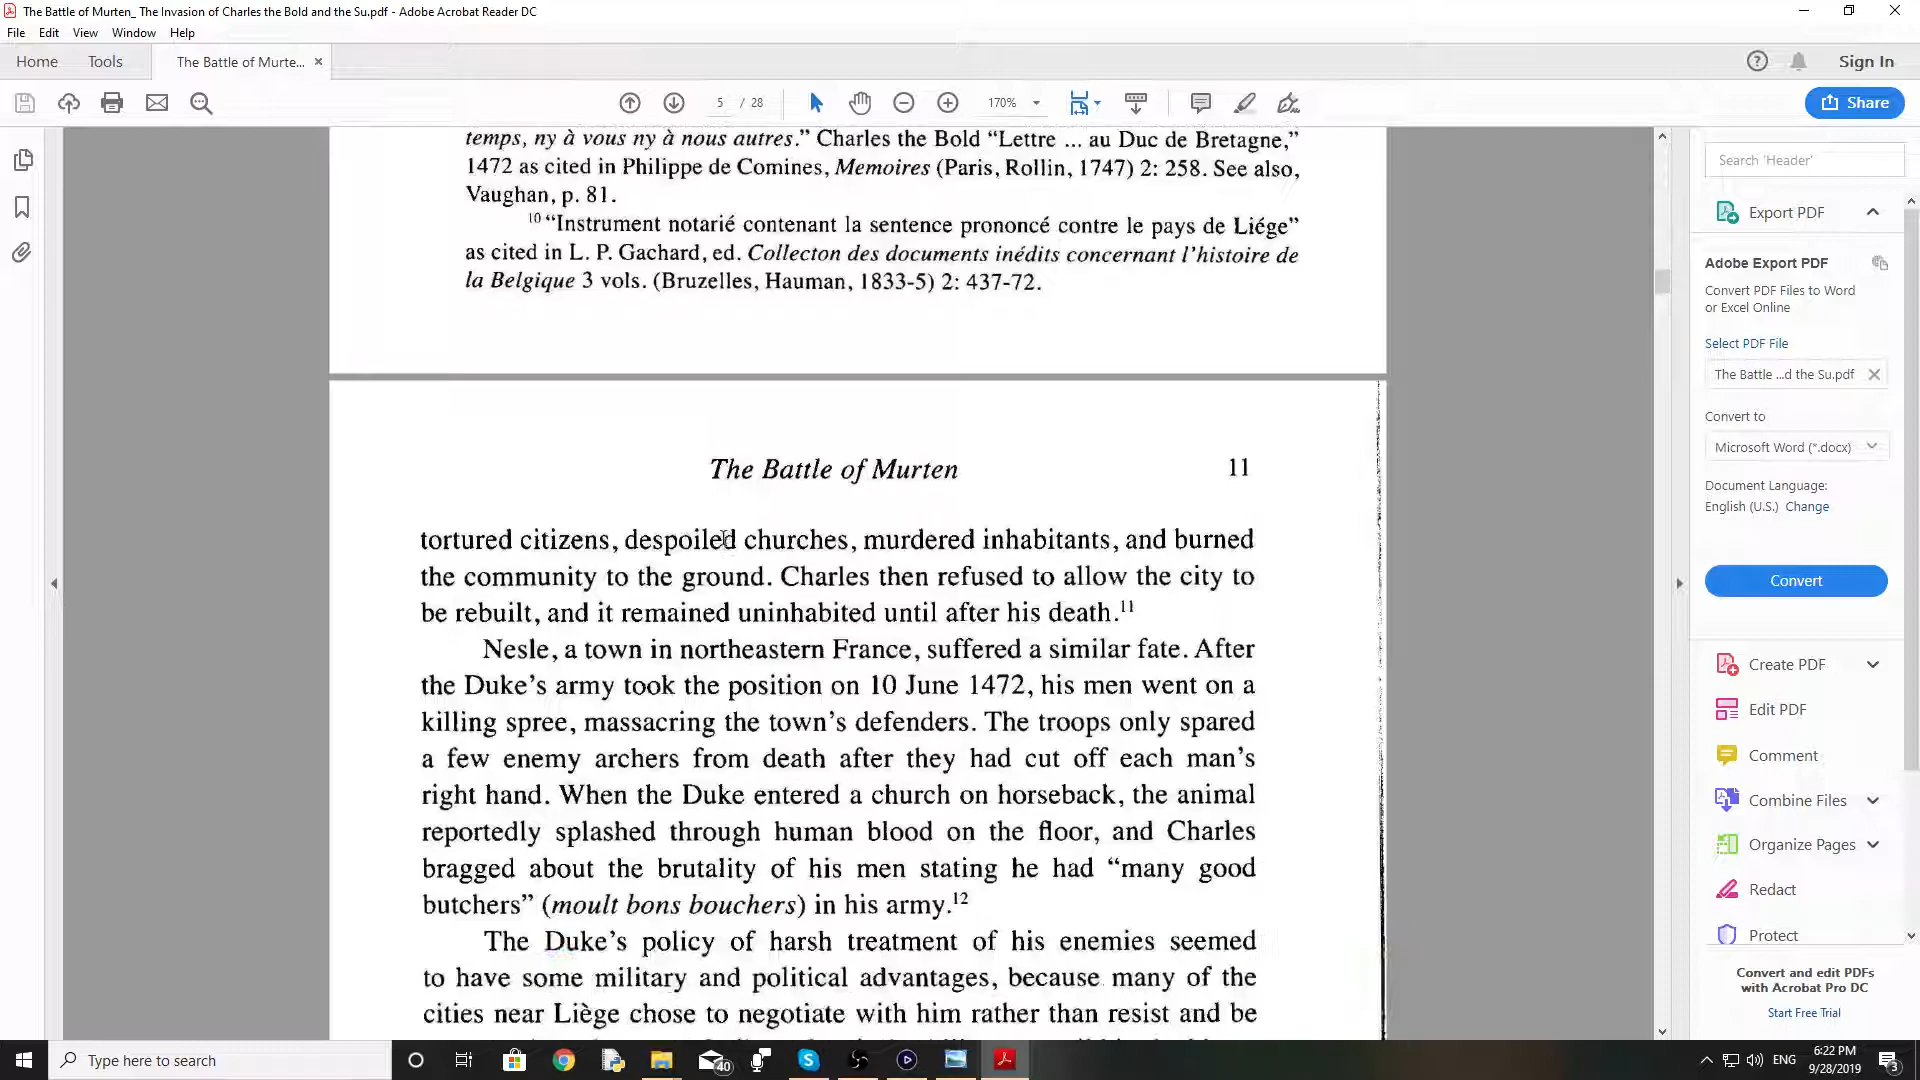 The Battle of Murten_ The Invasion of Charles the Bold and the Su.pdf - Adobe Acrobat Reader DC
File Edit View Window Help
Home Tools The Battle of Murte... × Sign In
5 / 28 170% Share
temps, ny à vous ny à nous autres." Charles the Bold "Lettre ... au Duc de Bretagne,"
1472 as cited in Philippe de Comines, Memoires (Paris, Rollin, 1747) 2: 258. See also,
Vaughan, p. 81.
10 "Instrument notarié contenant la sentence prononcé contre le pays de Liége"
as cited in L. P. Gachard, ed. Collecton des documents inédits concernant l'histoire de
la Belgique 3 vols. (Bruzelles, Hauman, 1833-5) 2: 437-72.
The Battle of Murten 11
tortured citizens, despoiled churches, murdered inhabitants, and burned
the community to the ground. Charles then refused to allow the city to
be rebuilt, and it remained uninhabited until after his death.11
Nesle, a town in northeastern France, suffered a similar fate. After
the Duke's army took the position on 10 June 1472, his men went on a
killing spree, massacring the town's defenders. The troops only spared
a few enemy archers from death after they had cut off each man's
right hand. When the Duke entered a church on horseback, the animal
reportedly splashed through human blood on the floor, and Charles
bragged about the brutality of his men stating he had "many good
butchers" (moult bons bouchers) in his army.12
The Duke's policy of harsh treatment of his enemies seemed
to have some military and political advantages, because many of the
cities near Liège chose to negotiate with him rather than resist and be
Search 'Header'
Export PDF
Adobe Export PDF
Convert PDF Files to Word
or Excel Online
Select PDF File
The Battle ...d the Su.pdf
Convert to
Microsoft Word (*.docx)
Document Language:
English (U.S.) Change
Convert
Create PDF
Edit PDF
Comment
Combine Files
Organize Pages
Redact
Protect
Convert and edit PDFs
with Acrobat Pro DC
Start Free Trial
Type here to search
40
ENG
6:22 PM
9/28/2019
3